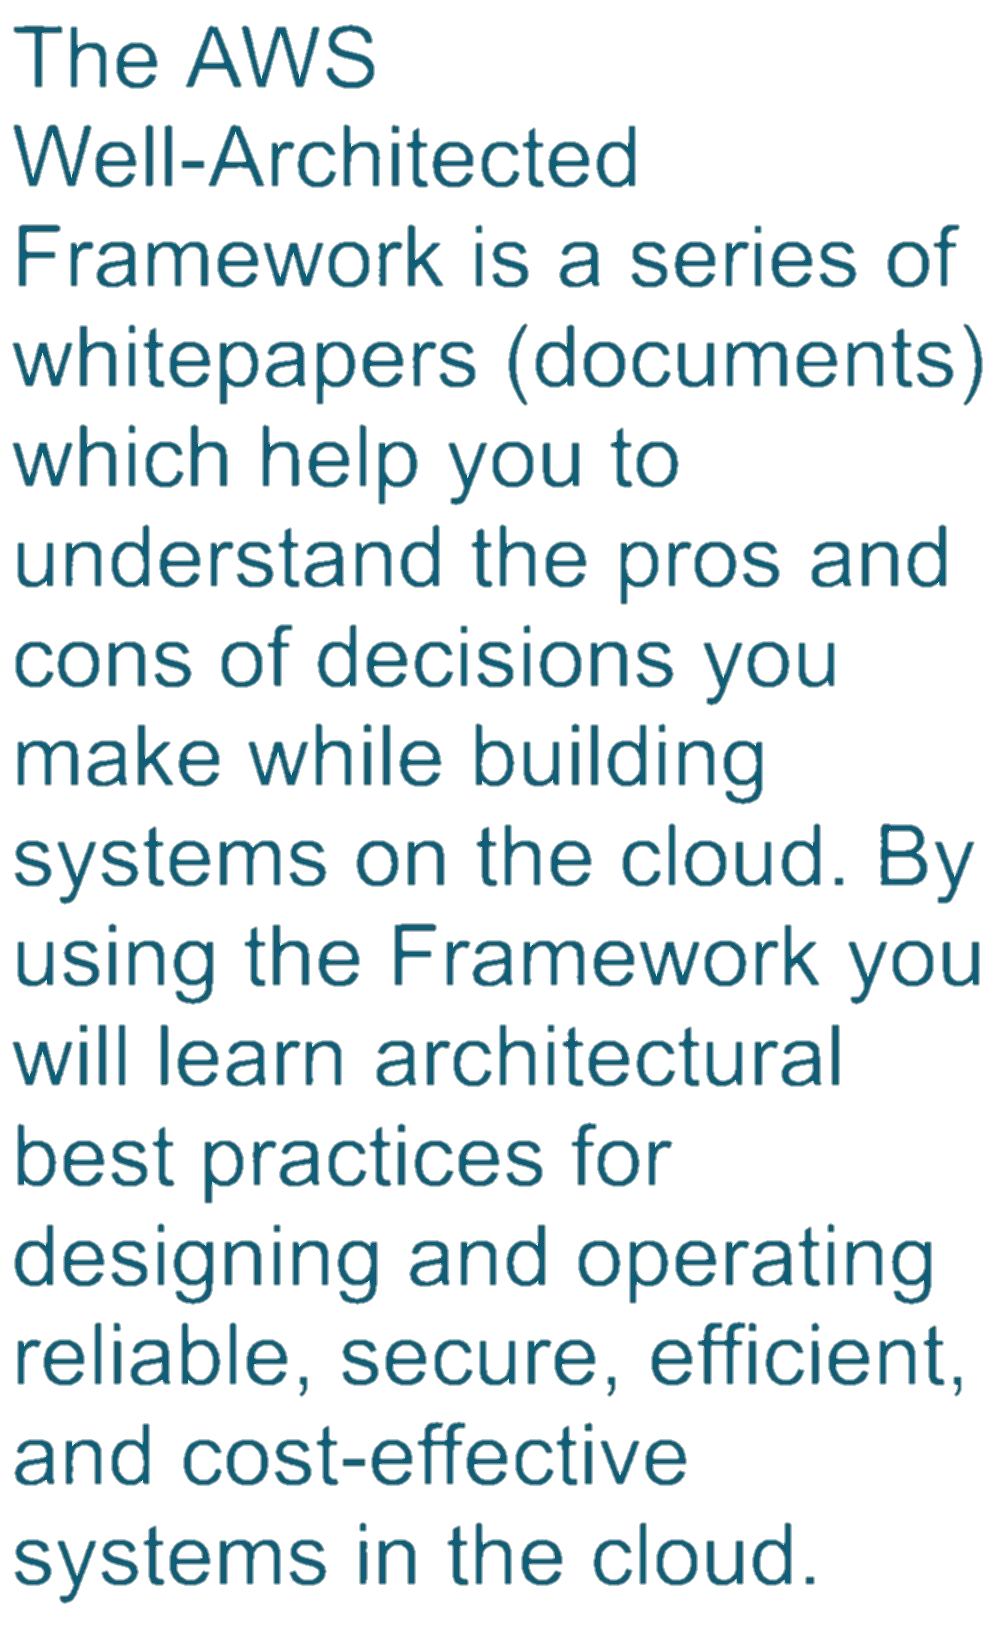 The AWS
Well-Architected
Framework is a series of
whitepapers (documents)
which help you to
understand the pros and
cons of decisions you
make while building
systems on the cloud. By
using the Framework you
will learn architectural
best practices for
designing and operating
reliable, secure, efficient,
and cost-effective
systems in the cloud.